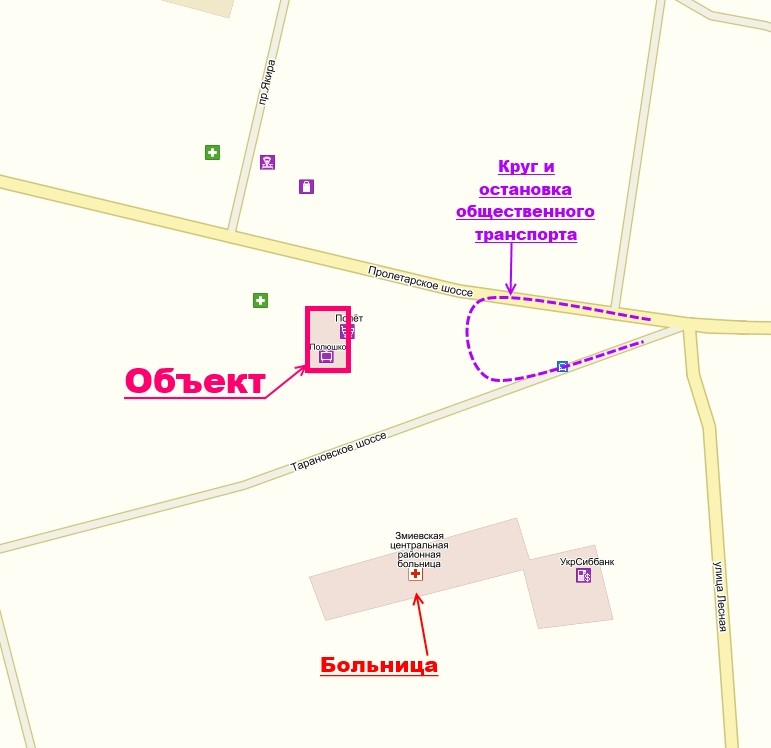 пр.Якира
Круг и
остановка
общественного
транспорта
Пролетарское шоссе
Полёт
Полюшко
Объект
Тарановское шоссе
Змиевская
центральная
районная
больница
УкрСиббанк
улица Лесная
Больница